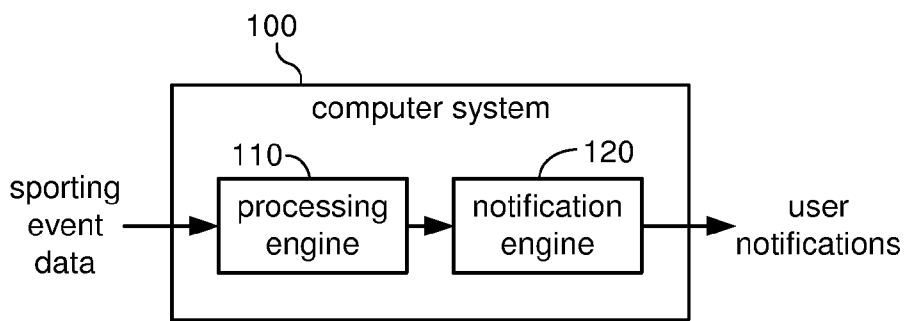 100
computer system
110
120
sporting
event
data
processing
engine
notification
engine
user
notifications